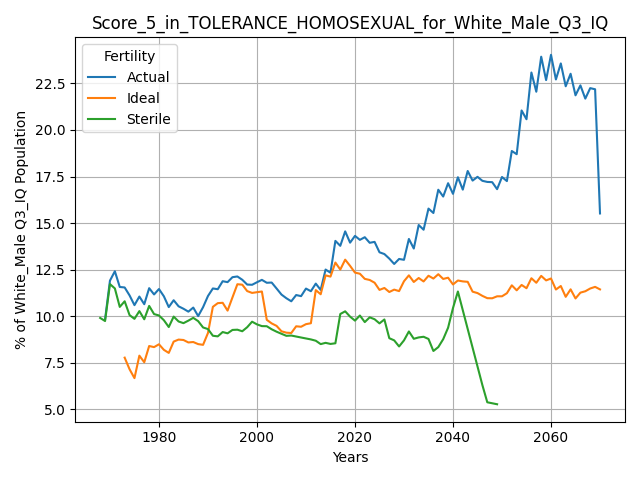 Score_5_in_TOLERANCE_HOMOSEXUAL_for_White_Male_Q3_IQ
Fertility
Actual
Ideal
Sterile
% of White_Male Q3_IQ Population
22.5
20.0
17.5
15.0
12.5
10.0
7.5
5.0
1980
2000
2020
2040
2060
Years